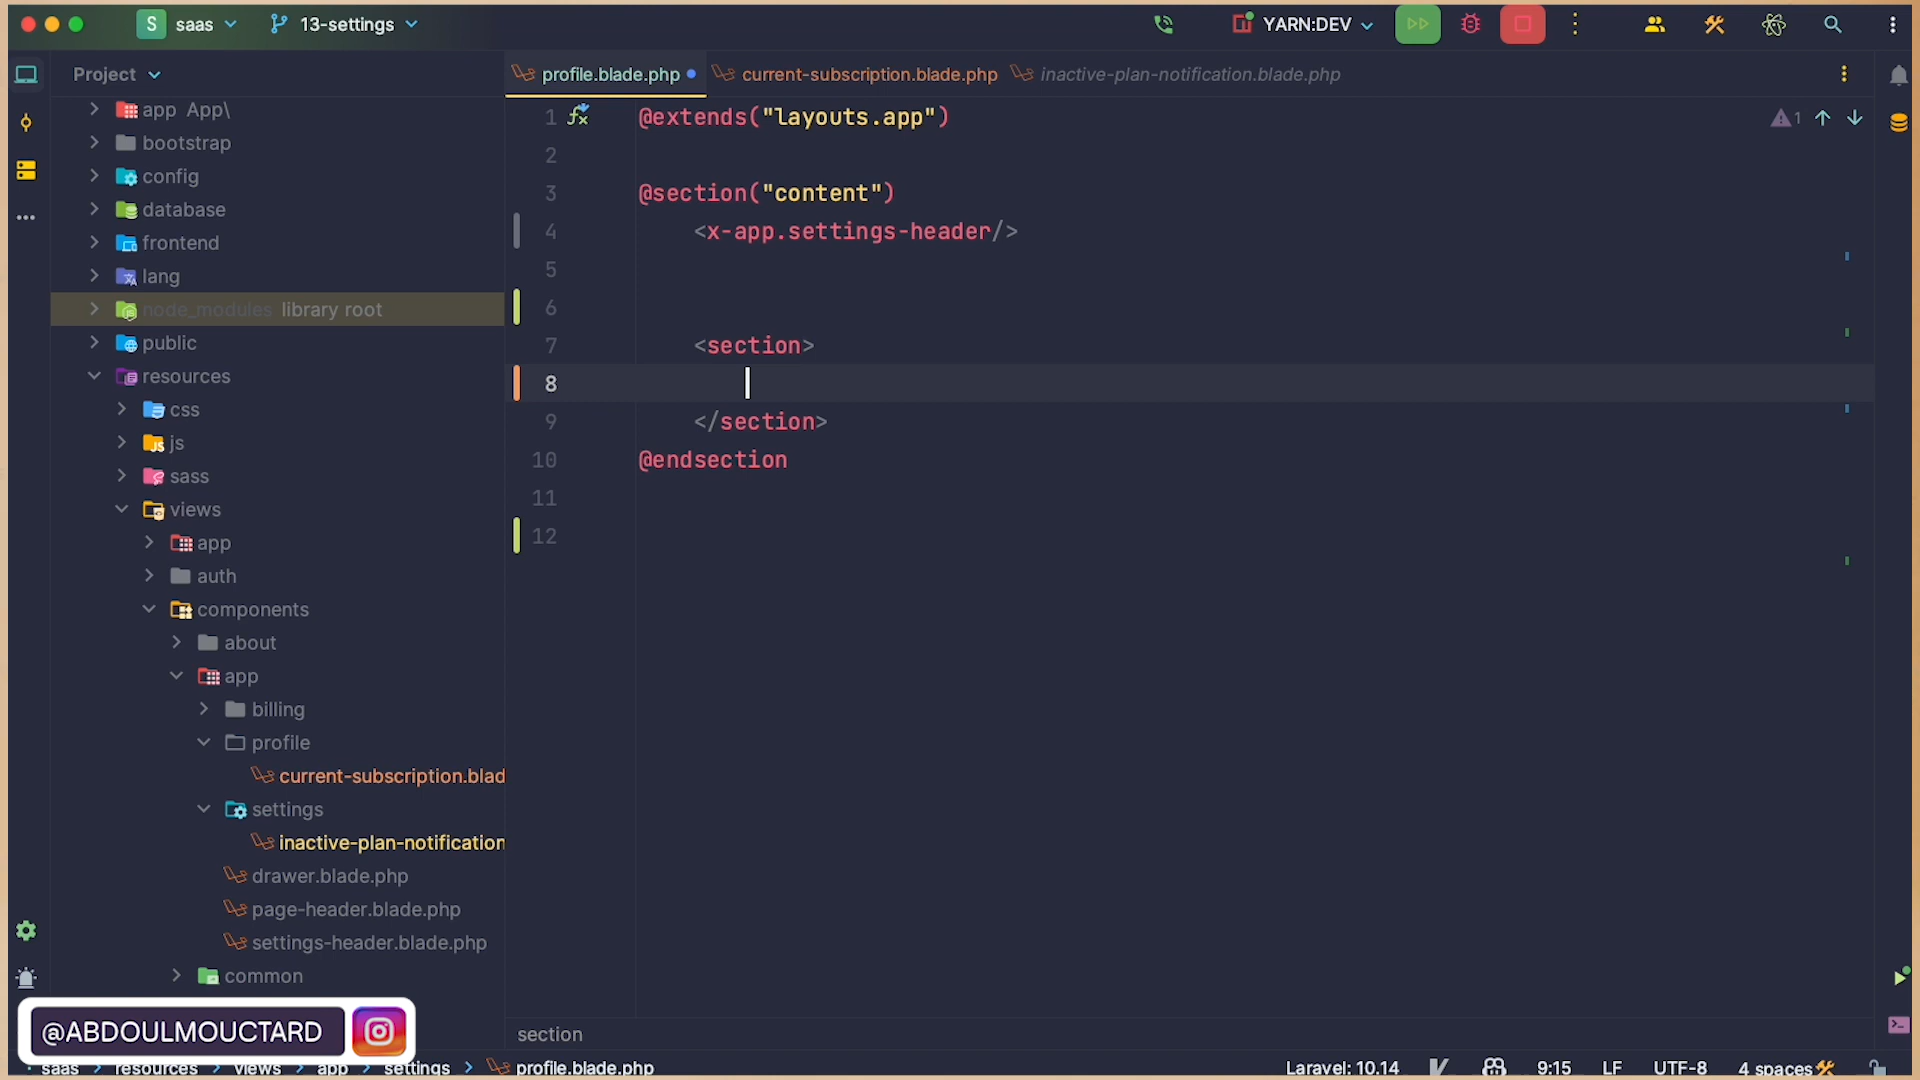 S saas 13-settings YARN:DEV
Project
profile.blade.php current-subscription.blade.php inactive-plan-notification.blade.php
app App\
bootstrap
config
database
frontend
lang
node_modules library root
public
resources
css
js
sass
views
app
auth
components
about
app
billing
profile
current-subscription.blad
settings
inactive-plan-notification
drawer.blade.php
page-header.blade.php
settings-header.blade.php
common
1 @extends("layouts.app")
2
3 @section("content")
4 <x-app.settings-header/>
5
6
7 <section>
8
9 </section>
10 @endsection
11
12
1
section
@ABDOULMOUCTARD
saas > resources > views > app > settings > profile.blade.php
Laravel: 10.14 9:15 LF UTF-8 4 spaces